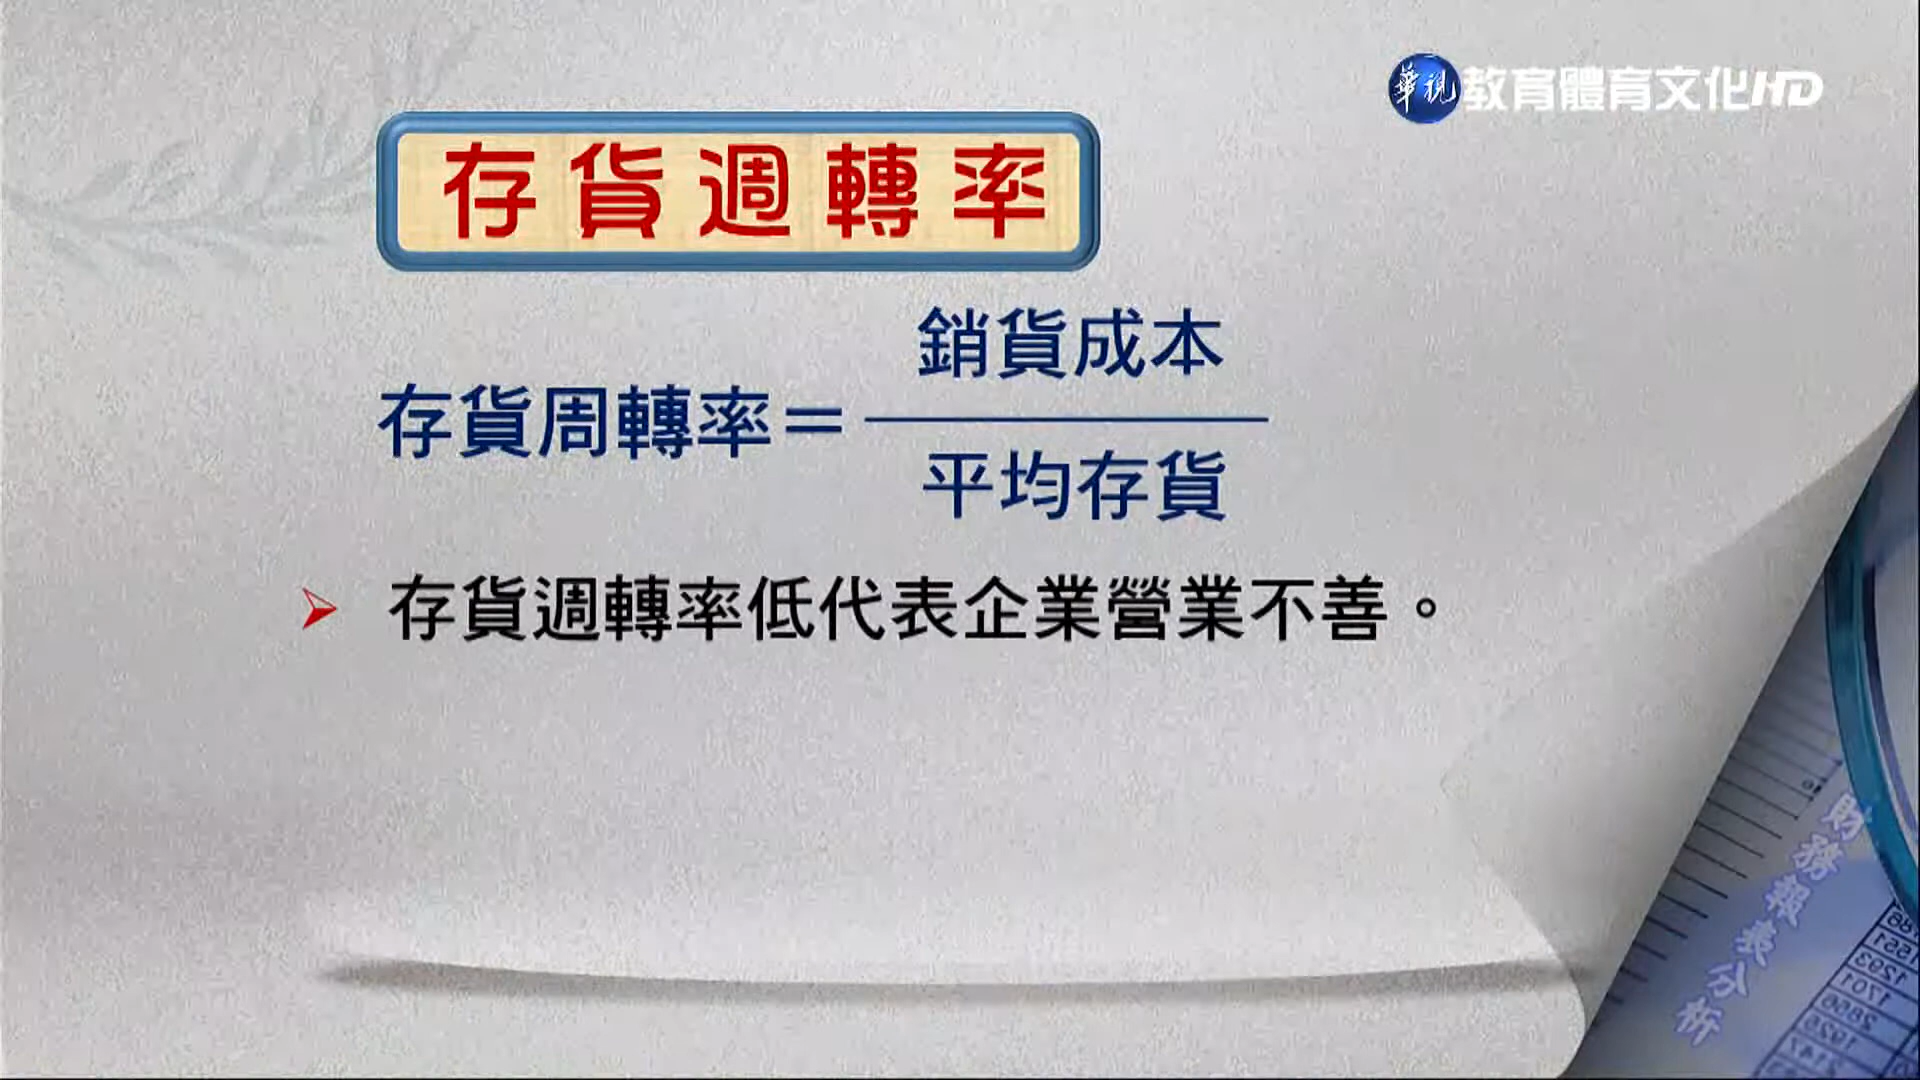 華視 教育體育文化HD
存貨週轉率
銷貨成本
存貨周轉率＝
平均存貨
存貨週轉率低代表企業營業不善。
財務報表分析